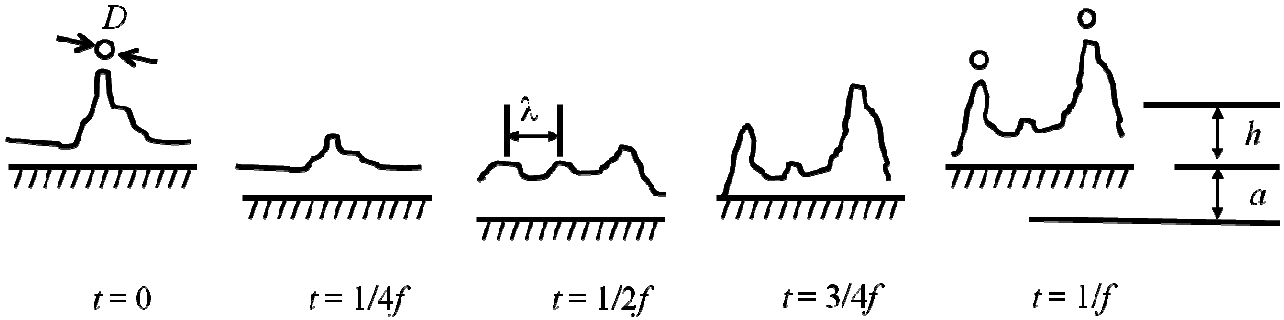 D
λ
h
a
t = 0
t = 1/4f
t = 1/2f
t = 3/4f
t = 1/f